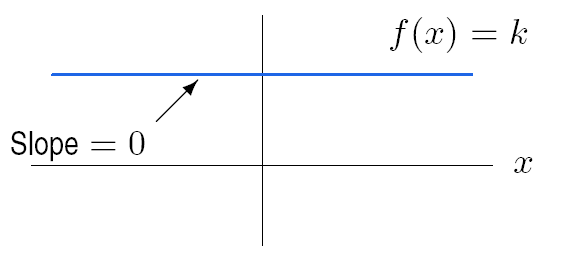 f(x) = k
Slope = 0
x